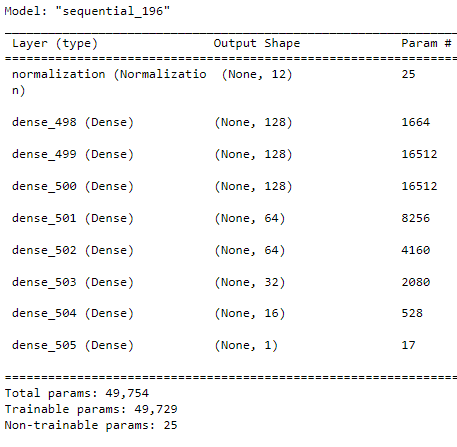 Model: "sequential_196"
_________________________________________________________________
Layer (type) Output Shape Param #
=================================================================
normalization (Normalizatio (None, 12) 25
n)
dense_498 (Dense) (None, 128) 1664
dense_499 (Dense) (None, 128) 16512
dense_500 (Dense) (None, 128) 16512
dense_501 (Dense) (None, 64) 8256
dense_502 (Dense) (None, 64) 4160
dense_503 (Dense) (None, 32) 2080
dense_504 (Dense) (None, 16) 528
dense_505 (Dense) (None, 1) 17
=================================================================
Total params: 49,754
Trainable params: 49,729
Non-trainable params: 25